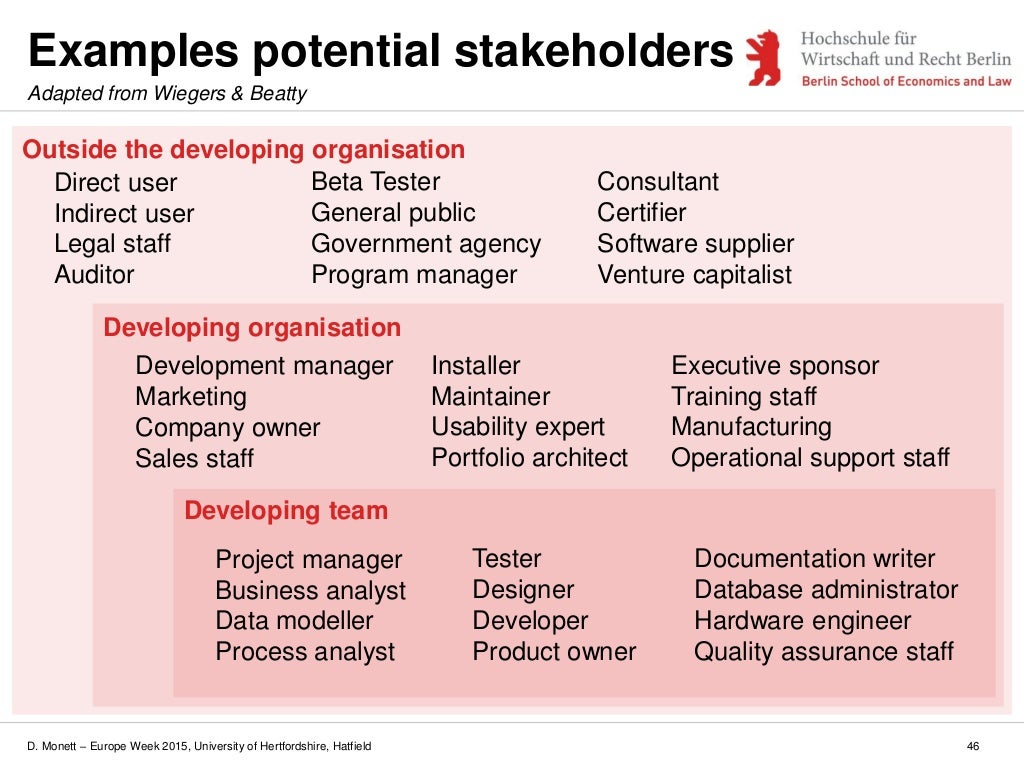 Examples potential stakeholders
Adapted from Wiegers & Beatty
Hochschule für
Wirtschaft und Recht Berlin
Berlin School of Economics and Law
Outside the developing organisation
Direct user
Indirect user
Legal staff
Auditor
Beta Tester
General public
Government agency
Program manager
Consultant
Certifier
Software supplier
Venture capitalist
Developing organisation
Development manager
Marketing
Company owner
Sales staff
Installer
Maintainer
Usability expert
Portfolio architect
Executive sponsor
Training staff
Manufacturing
Operational support staff
Developing team
Project manager
Business analyst
Data modeller
Process analyst
Tester
Designer
Developer
Product owner
Documentation writer
Database administrator
Hardware engineer
Quality assurance staff
D. Monett – Europe Week 2015, University of Hertfordshire, Hatfield
46